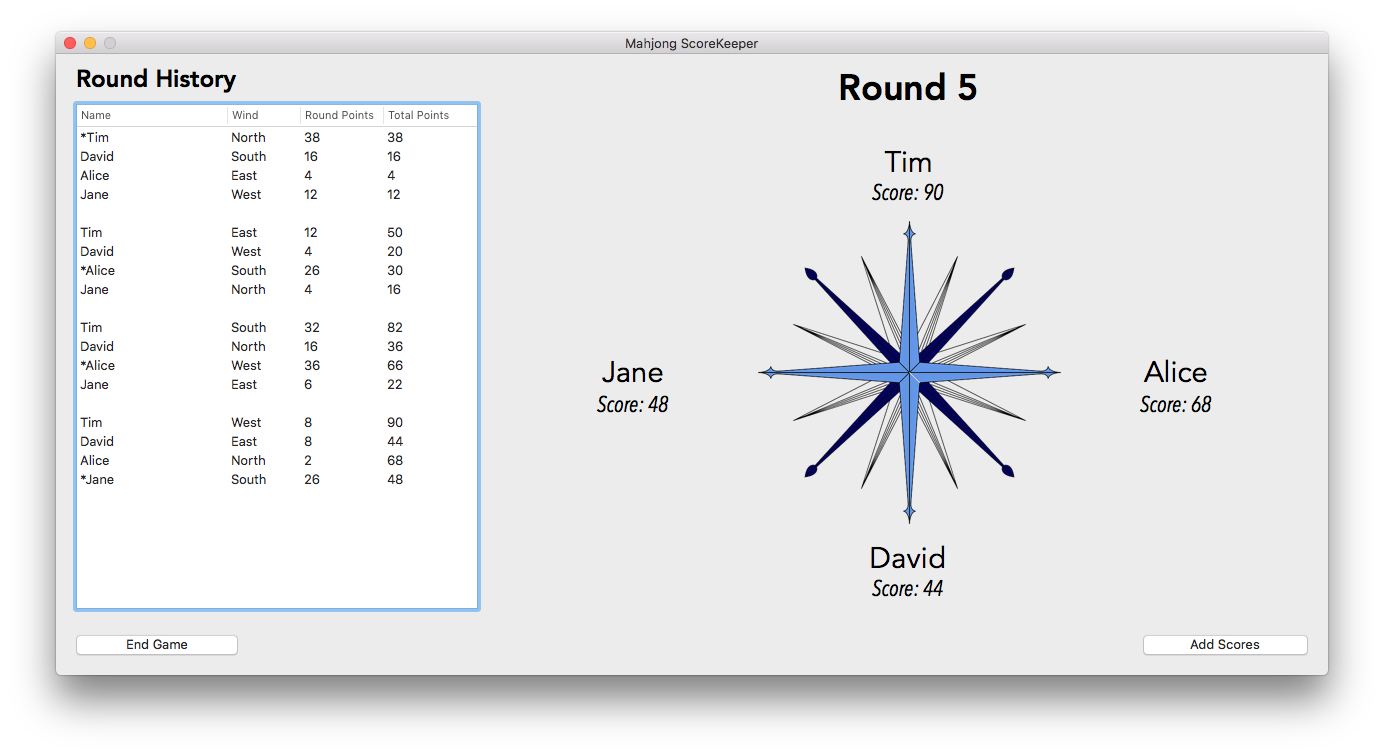 Mahjong ScoreKeeper
Round History
Name Wind Round Points Total Points
*Tim North 38 38
David South 16 16
Alice East 4 4
Jane West 12 12
Tim East 12 50
David West 4 20
*Alice South 26 30
Jane North 4 16
Tim South 32 82
David North 16 36
*Alice West 36 66
Jane East 6 22
Tim West 8 90
David East 8 44
Alice North 2 68
*Jane South 26 48
End Game
Round 5
Tim
Score: 90
Jane
Score: 48
Alice
Score: 68
David
Score: 44
Add Scores